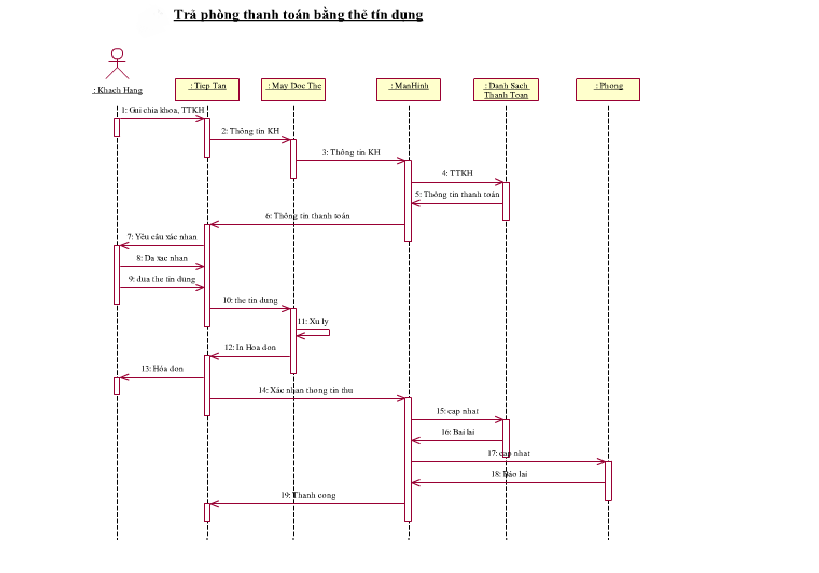 Trả phòng thanh toán bằng thẻ tín dụng
: Khach Hang
: Tiep Tan
: May Doc The
: ManHinh
: Danh Sach
Thanh Toan
: Phong
1: Gui chia khoa, TTKH
2: Thông tin KH
3: Thông tin KH
4: TTKH
5: Thông tin thanh toán
6: Thông tin thanh toán
7: Yêu cầu xác nhan
8: Da xac nhan
9: dua the tin dung
10: the tin dung
11: Xu ly
12: In Hoa don
13: Hóa don
14: Xác nhan thong tin thu
15: cap nhat
16: Bai lai
17: cap nhat
18: Báo lai
19: Thanh cong